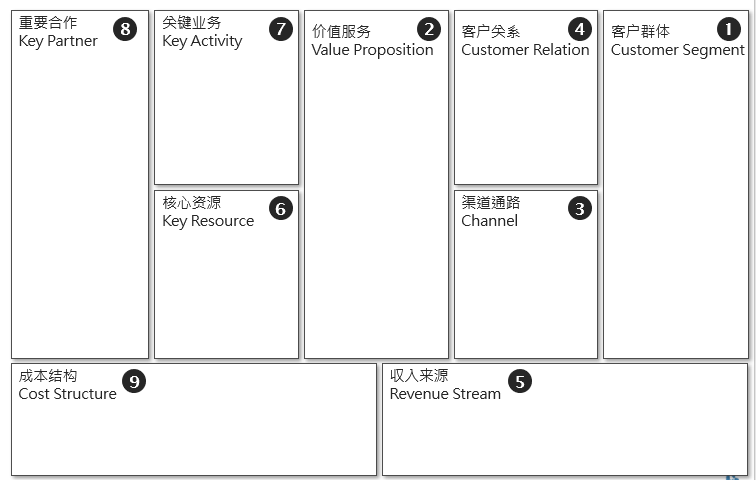 重要合作
Key Partner
8
关键业务
Key Activity
7
核心资源
Key Resource
6
价值服务
Value Proposition
2
客户关系
Customer Relation
4
渠道通路
Channel
3
客户群体
Customer Segment
1
成本结构
Cost Structure
9
收入来源
Revenue Stream
5